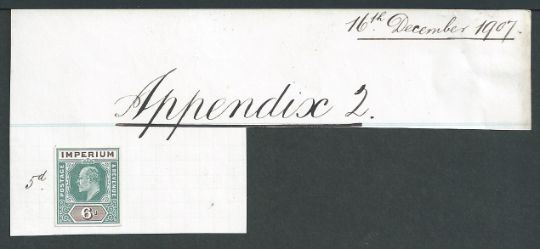 16th December 1907.
Appendix 2.
5d.
IMPERIUM
POSTAGE
REVENUE
6d